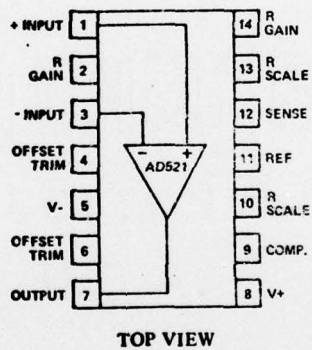 + INPUT 1
R GAIN 2
- INPUT 3
OFFSET TRIM 4
V- 5
OFFSET TRIM 6
OUTPUT 7
14 R GAIN
13 R SCALE
12 SENSE
11 REF
10 R SCALE
9 COMP.
8 V+
- +
AD521
TOP VIEW